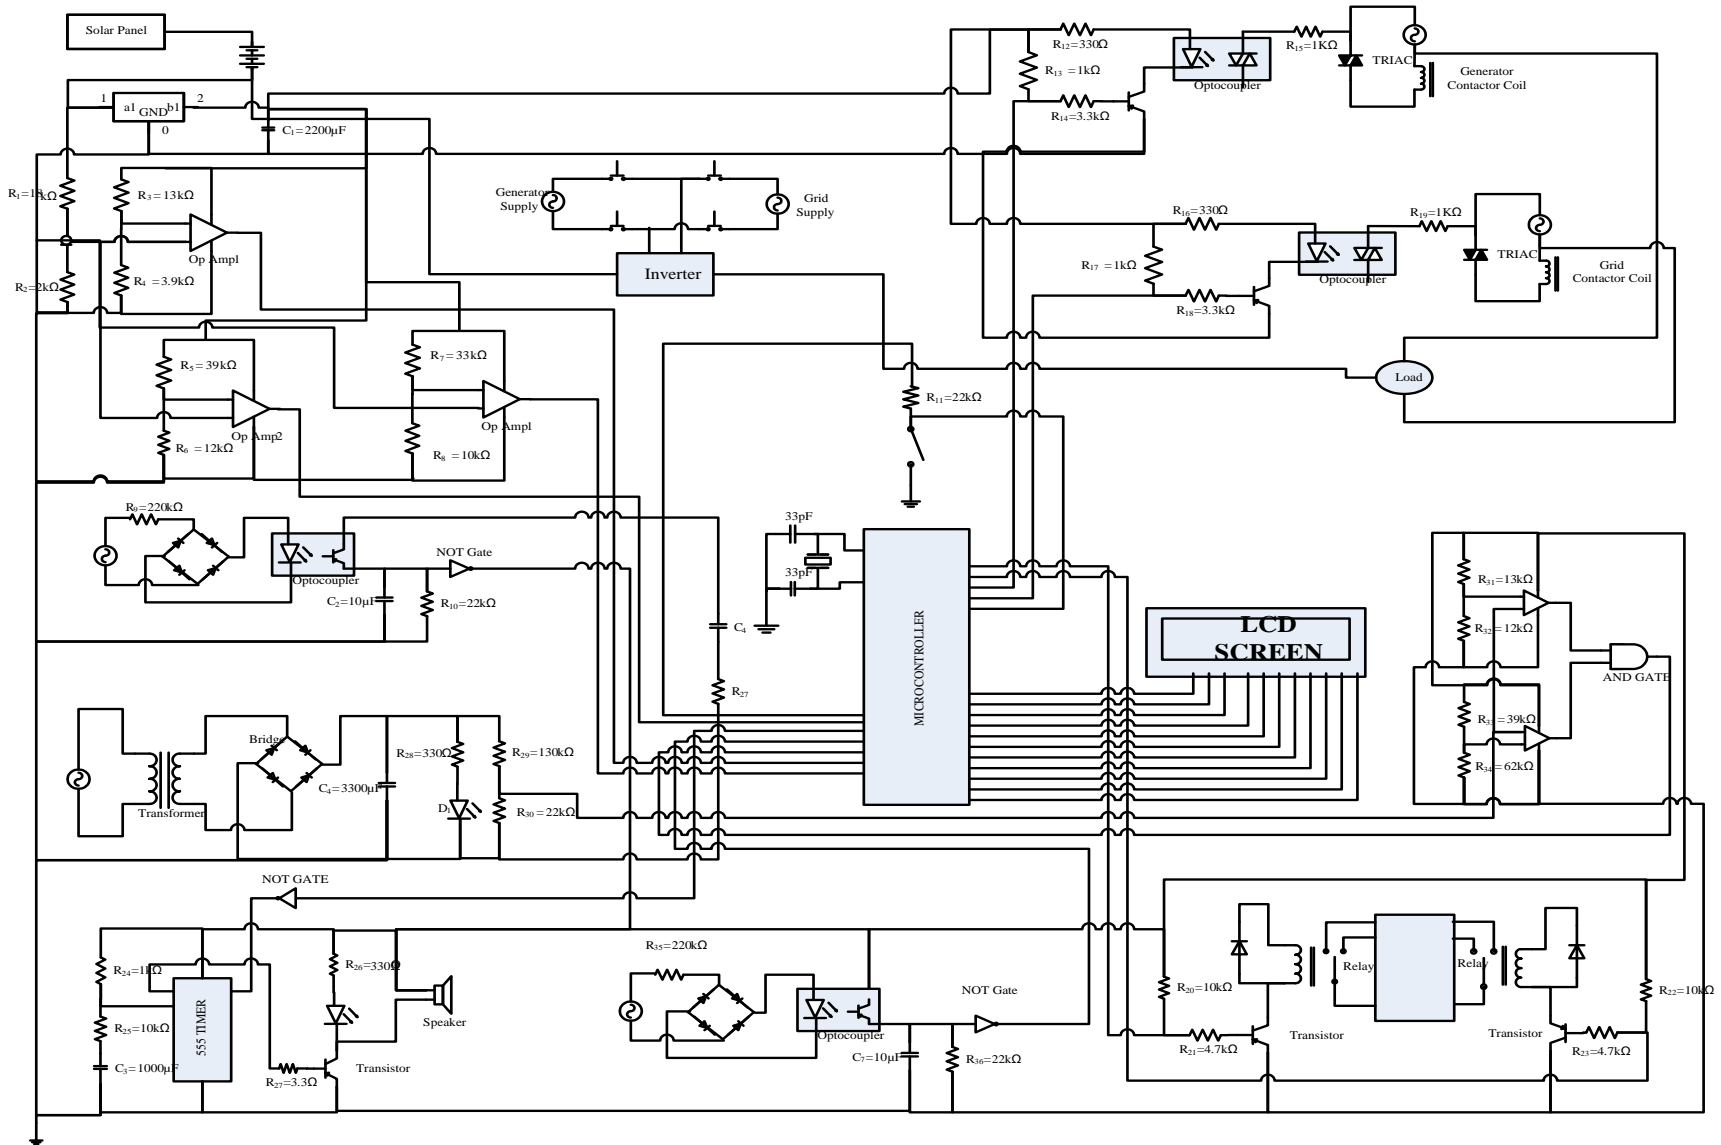 Solar Panel
1
a1
GND
b1
2
0
C1=2200µF
R3=13kΩ
R2=2kΩ
R4 =3.9kΩ
Op Amp1
R5=39kΩ
R6 =12kΩ
Op Amp2
R7=33kΩ
R8 =10kΩ
Op Amp1
Generator
Supply
Grid
Supply
Inverter
R12=330Ω
R13 =1kΩ
R14=3.3kΩ
Optocoupler
R15=1KΩ
TRIAC
Generator
Contactor Coil
R16=330Ω
R17 =1kΩ
R18=3.3kΩ
Optocoupler
R19=1KΩ
TRIAC
Grid
Contactor Coil
Load
R11=22kΩ
R9=220kΩ
Optocoupler
NOT Gate
C2=10µF
R10=22kΩ
33pF
33pF
C4
R27
MICROCONTROLLER
LCD
SCREEN
R31=13kΩ
R32=12kΩ
AND GATE
R33=39kΩ
R34=62kΩ
Bridge
Transformer
C4=3300µF
R28=330Ω
D1
R29=130kΩ
R30=22kΩ
NOT GATE
R24=1kΩ
R25=10kΩ
C3=1000µF
555 TIMER
R26=330Ω
R27=3.3Ω
Speaker
Transistor
R35=220kΩ
Optocoupler
NOT Gate
C7=10µF
R36=22kΩ
R20=10kΩ
R21=4.7kΩ
Transistor
Relay
Relay
Transistor
R22=10kΩ
R23=4.7kΩ